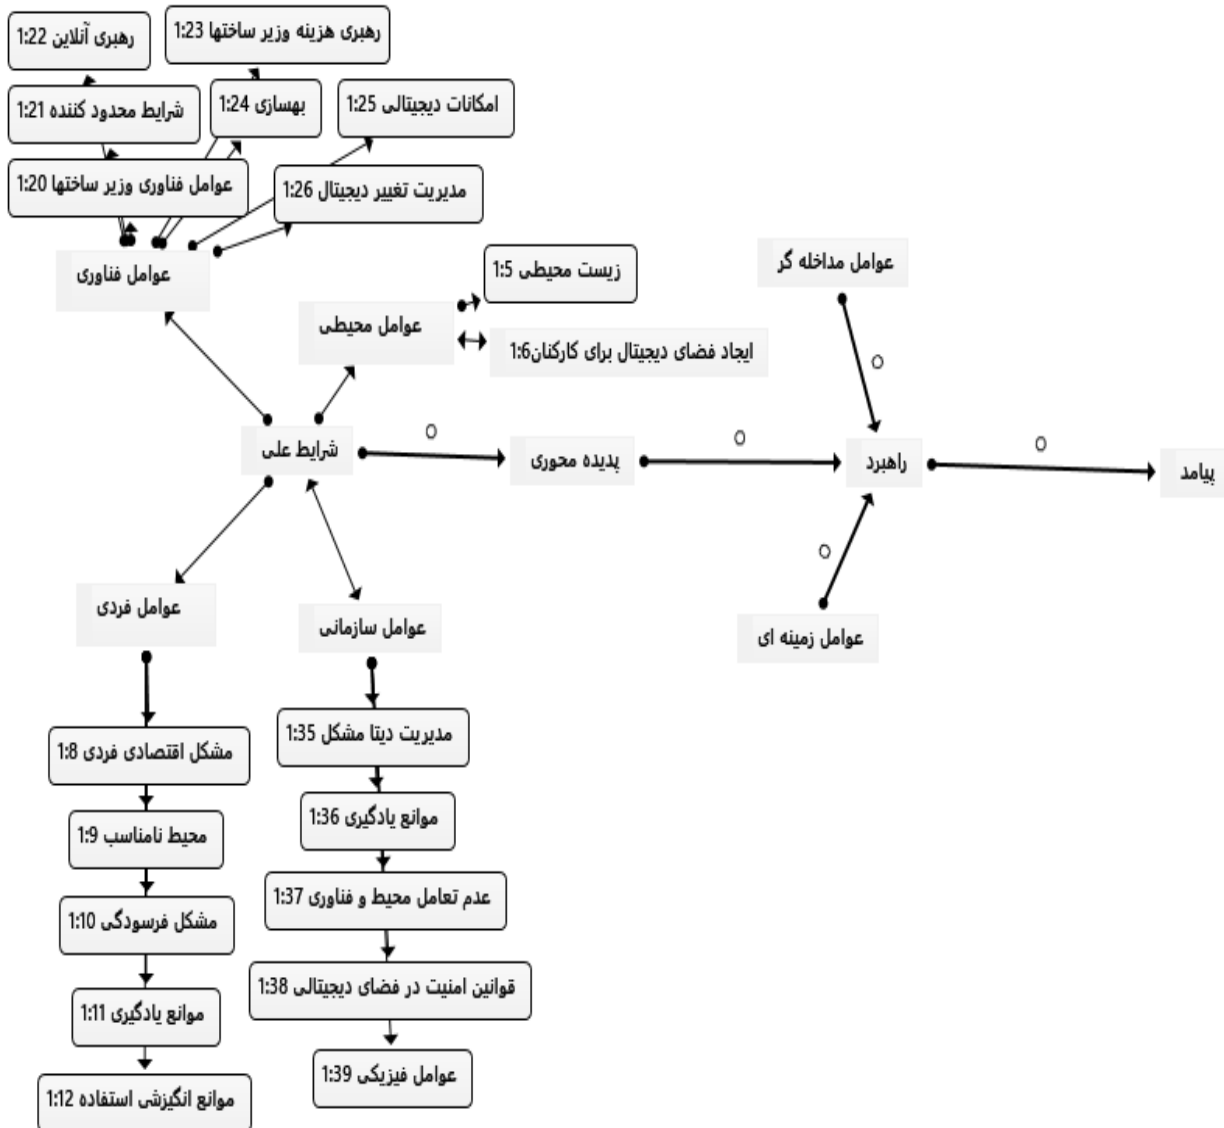 رهبری آنلاین 1:22
رهبری هزینه وزیر ساختها 1:23
شرایط محدود کننده 1:21
بهسازی 1:24
امکانات دیجیتالی 1:25
عوامل فناوری وزیر ساختها 1:20
مدیریت تغییر دیجیتال 1:26
عوامل فناوری
زیست محیطی 1:5
عوامل مداخله گر
عوامل محیطی
ایجاد فضای دیجیتال برای کارکنان1:6
شرایط علی
پدیده محوری
راهبرد
پیامد
عوامل فردی
عوامل سازمانی
عوامل زمینه ای
مشکل اقتصادی فردی 1:8
محیط نامناسب 1:9
مشکل فرسودگی 1:10
موانع یادگیری 1:11
موانع انگیزشی استفاده 1:12
مدیریت دیتا مشکل 1:35
موانع یادگیری 1:36
عدم تعامل محیط و فناوری 1:37
قوانین امنیت در فضای دیجیتالی 1:38
عوامل فیزیکی 1:39